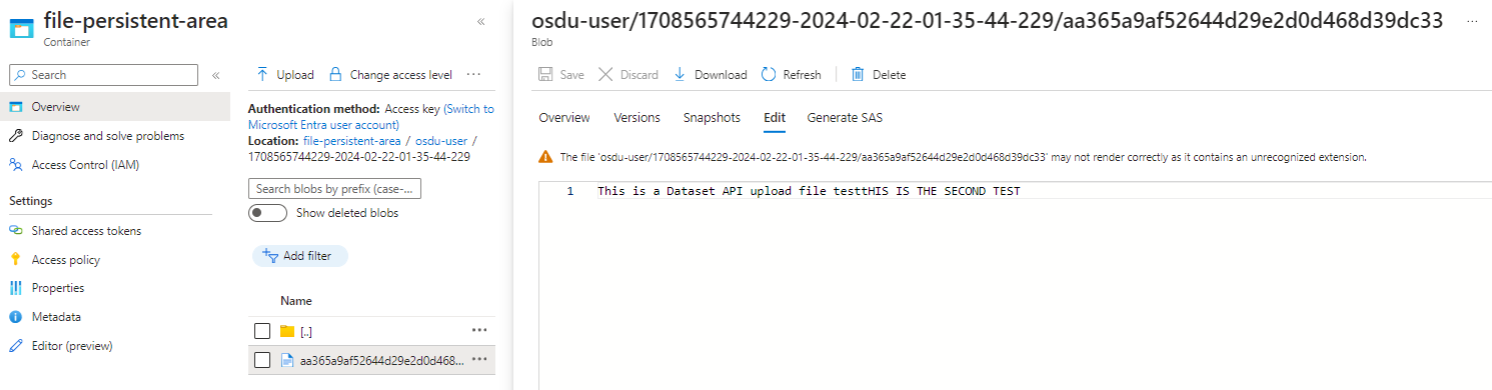 file-persistent-area
Container
Search
Overview
Diagnose and solve problems
Access Control (IAM)
Settings
Shared access tokens
Access policy
Properties
Metadata
Editor (preview)
Upload
Change access level
Authentication method: Access key (Switch to
Microsoft Entra user account)
Location: file-persistent-area / osdu-user /
1708565744229-2024-02-22-01-35-44-229
Search blobs by prefix (case-...
Show deleted blobs
Add filter
Name
[..]
aa365a9af52644d29e2d0d468...
osdu-user/1708565744229-2024-02-22-01-35-44-229/aa365a9af52644d29e2d0d468d39dc33
Blob
Save
Discard
Download
Refresh
Delete
Overview
Versions
Snapshots
Edit
Generate SAS
The file 'osdu-user/1708565744229-2024-02-22-01-35-44-229/aa365a9af52644d29e2d0d468d39dc33' may not render correctly as it contains an unrecognized extension.
1 This is a Dataset API upload file testtHIS IS THE SECOND TEST